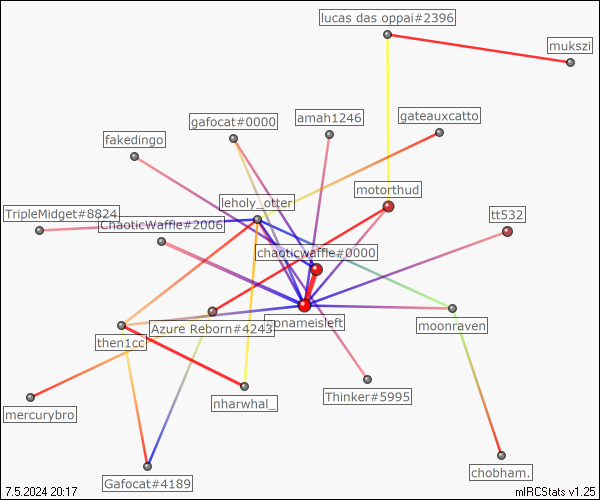 lucas das oppai#2396
mukszi
gafocat#0000
amah1246
gateauxcatto
fakedingo
motorthud
leholy_otter
TripleMidget#8824
ChaoticWaffle#2006
tt532
chaoticwaffle#0000
Azure Reborn#4243
nonameisleft
moonraven
then1cc
mercurybro
nharwhal_
Thinker#5995
chobham.
Gafocat#4189
7.5.2024 20:17
mIRCStats v1.25